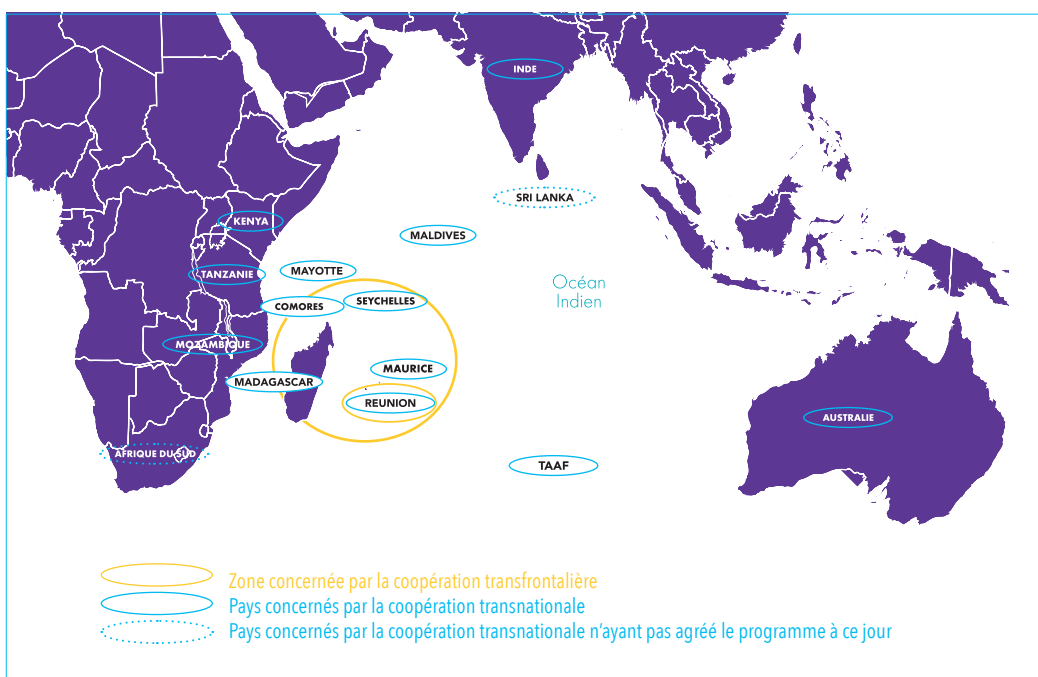 INDE
SRI LANKA
KENYA
MALDIVES
TANZANIE
MAYOTTE
COMORES
SEYCHELLES
Océan
Indien
MOZAMBIQUE
MAURICE
MADAGASCAR
REUNION
AUSTRALIE
AFRIQUE DU SUD
TAAF
Zone concernée par la coopération transfrontalière
Pays concernés par la coopération transnationale
Pays concernés par la coopération transnationale n'ayant pas agréé le programme à ce jour